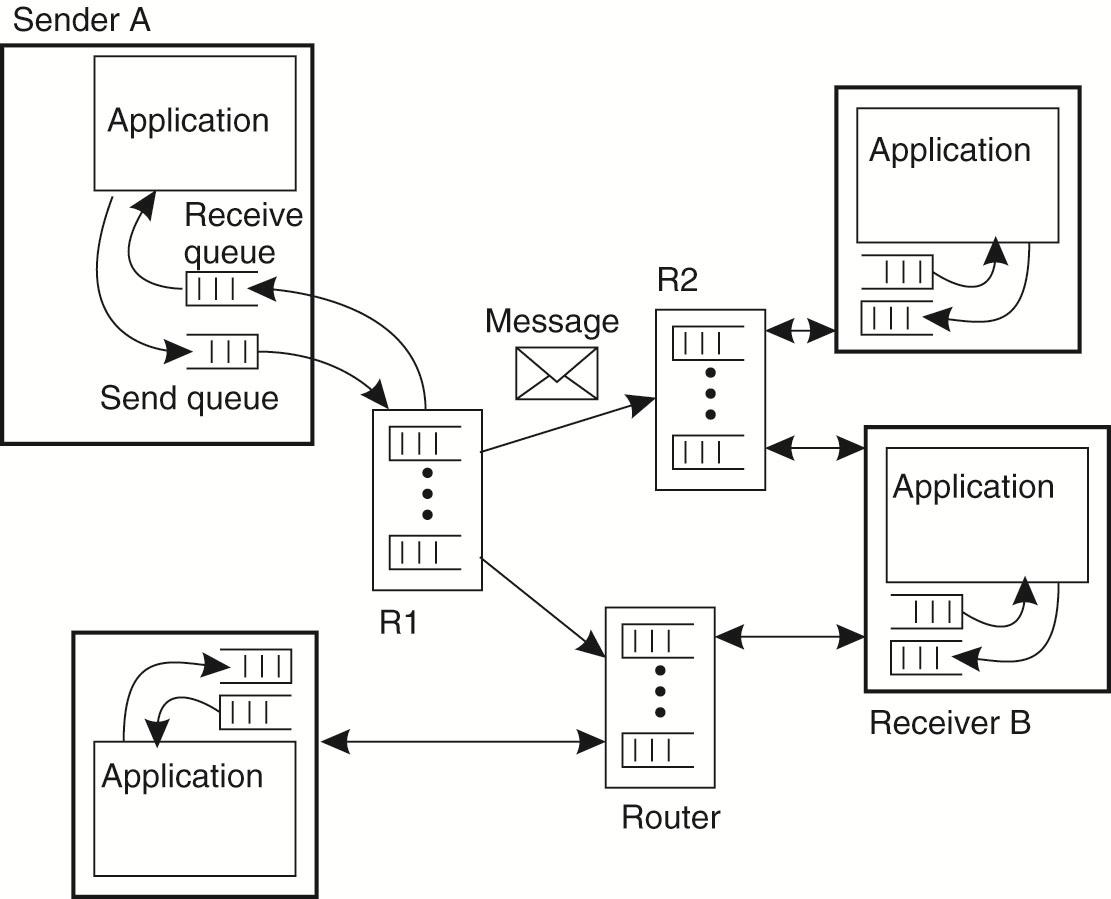 Sender A
Application
Receive
queue
Send queue
Message
R2
Application
R1
Application
Receiver B
Application
Router